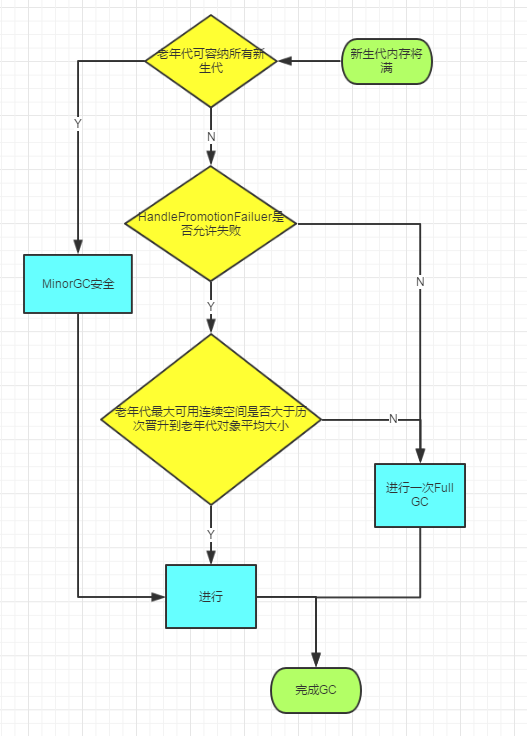 老年代可容纳所有新
生代
新生代内存将
满
Y
N
HandlePromotionFailuer是
否允许失败
MinorGC安全
N
Y
老年代最大可用连续空间是否大于历
次晋升到老年代对象平均大小
N
进行一次Full
GC
Y
进行
完成GC